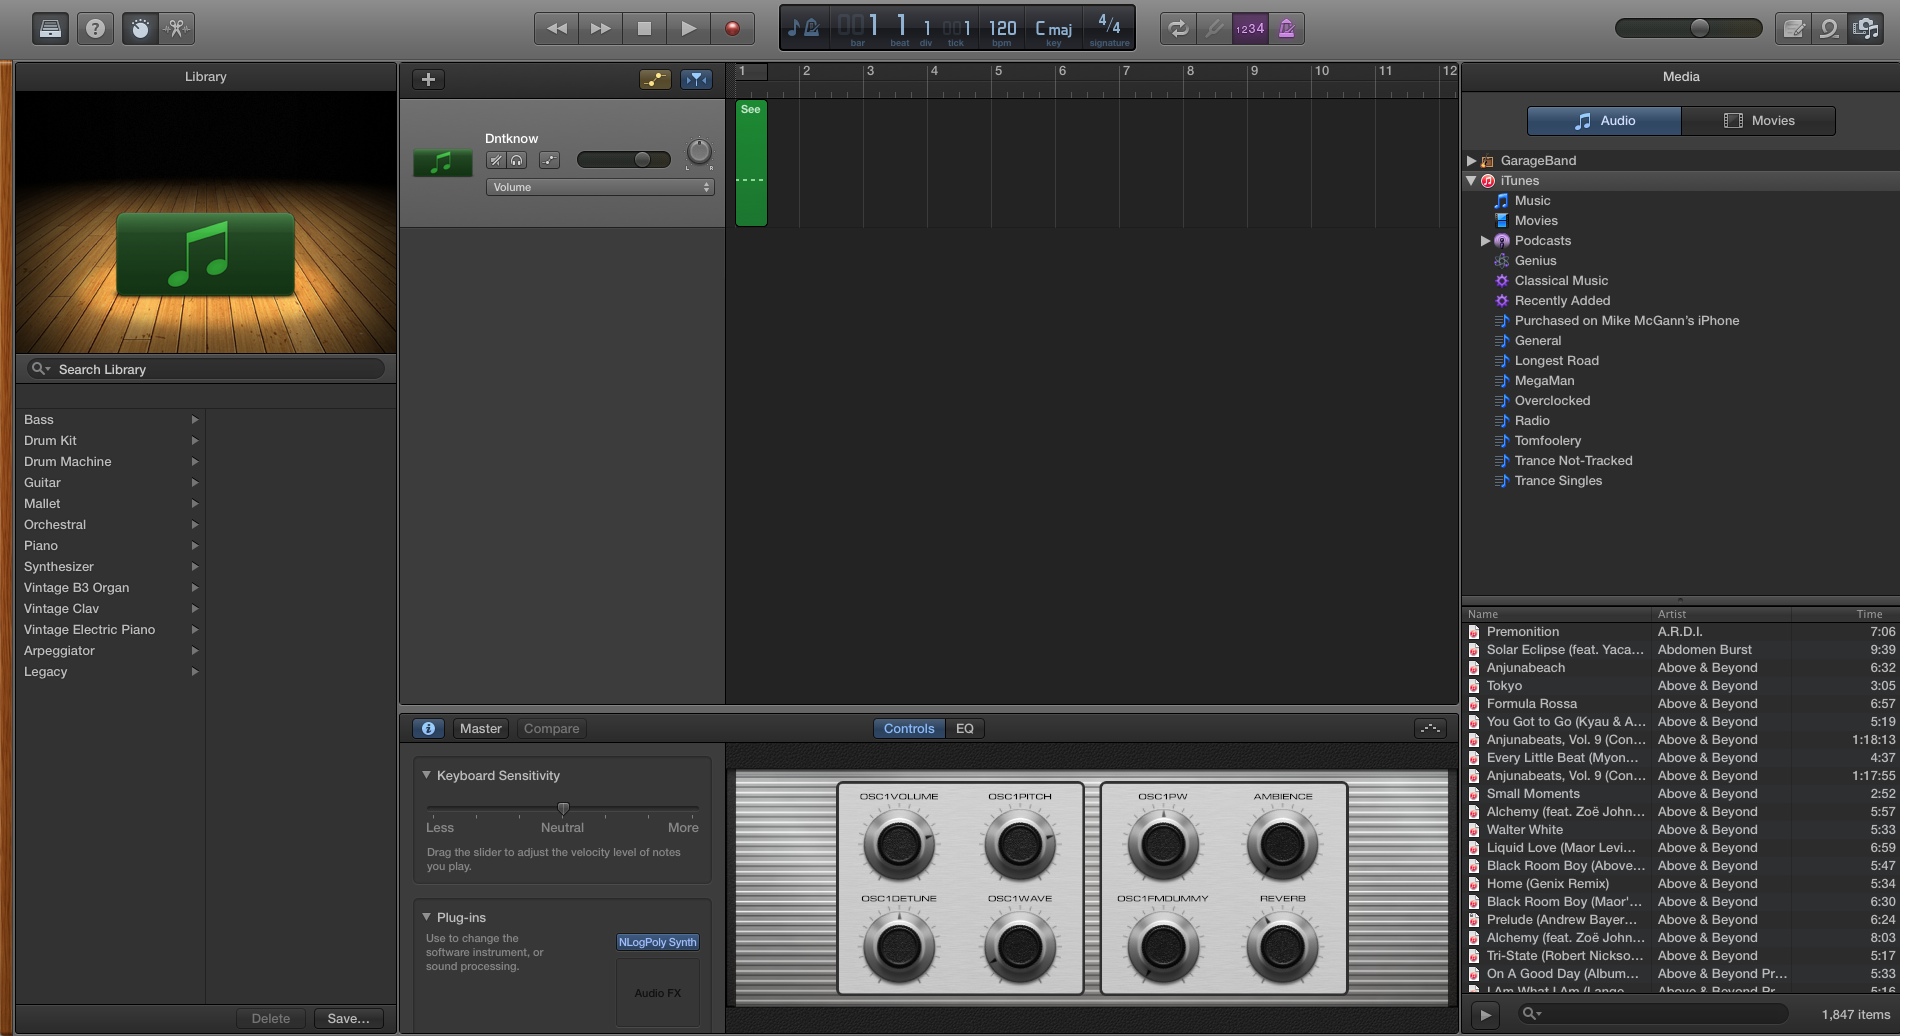 1234
1 1 1 1
120
C maj
4/4
bar
beat
div
tick
bpm
key
signature
Library
Media
1
2
3
4
5
6
7
8
9
10
11
12
Audio
Movies
See
Dntknow
L
R
Volume
GarageBand
iTunes
Music
Movies
Podcasts
Genius
Classical Music
Recently Added
Purchased on Mike McGann's iPhone
General
Longest Road
MegaMan
Overclocked
Radio
Tomfoolery
Trance Not-Tracked
Trance Singles
Search Library
Bass
Drum Kit
Drum Machine
Guitar
Mallet
Orchestral
Piano
Synthesizer
Vintage B3 Organ
Vintage Clav
Vintage Electric Piano
Arpeggiator
Legacy
Delete
Save...
Master
Compare
Controls
EQ
Keyboard Sensitivity
Less
Neutral
More
Drag the slider to adjust the velocity level of notes
you play.
Plug-ins
Use to change the
software instrument, or
sound processing.
NLogPoly Synth
Audio FX
OSC1VOLUME
OSC1PITCH
OSC1PW
AMBIENCE
OSC1DETUNE
OSC1WAVE
OSC1FMDUMMY
REVERB
Name Artist Time
Premonition A.R.D.I. 7:06
Solar Eclipse (feat. Yaca... Abdomen Burst 9:39
Anjunabeach Above & Beyond 6:32
Tokyo Above & Beyond 3:05
Formula Rossa Above & Beyond 6:57
You Got to Go (Kyau & A... Above & Beyond 5:19
Anjunabeats, Vol. 9 (Con... Above & Beyond 1:18:13
Every Little Beat (Myon... Above & Beyond 4:37
Anjunabeats, Vol. 9 (Con... Above & Beyond 1:17:55
Small Moments Above & Beyond 2:52
Alchemy (feat. Zoë John... Above & Beyond 5:57
Walter White Above & Beyond 5:33
Liquid Love (Maor Levi... Above & Beyond 6:59
Black Room Boy (Above... Above & Beyond 5:47
Home (Genix Remix) Above & Beyond 5:34
Black Room Boy (Maor'... Above & Beyond 6:30
Prelude (Andrew Bayer... Above & Beyond 6:24
Alchemy (feat. Zoë John... Above & Beyond 8:03
Tri-State (Robert Nickso... Above & Beyond 5:17
On A Good Day (Album... Above & Beyond Pr... 5:33
I Am What I Am (Lange... Above & Beyond Pr... 5:16
1,847 items